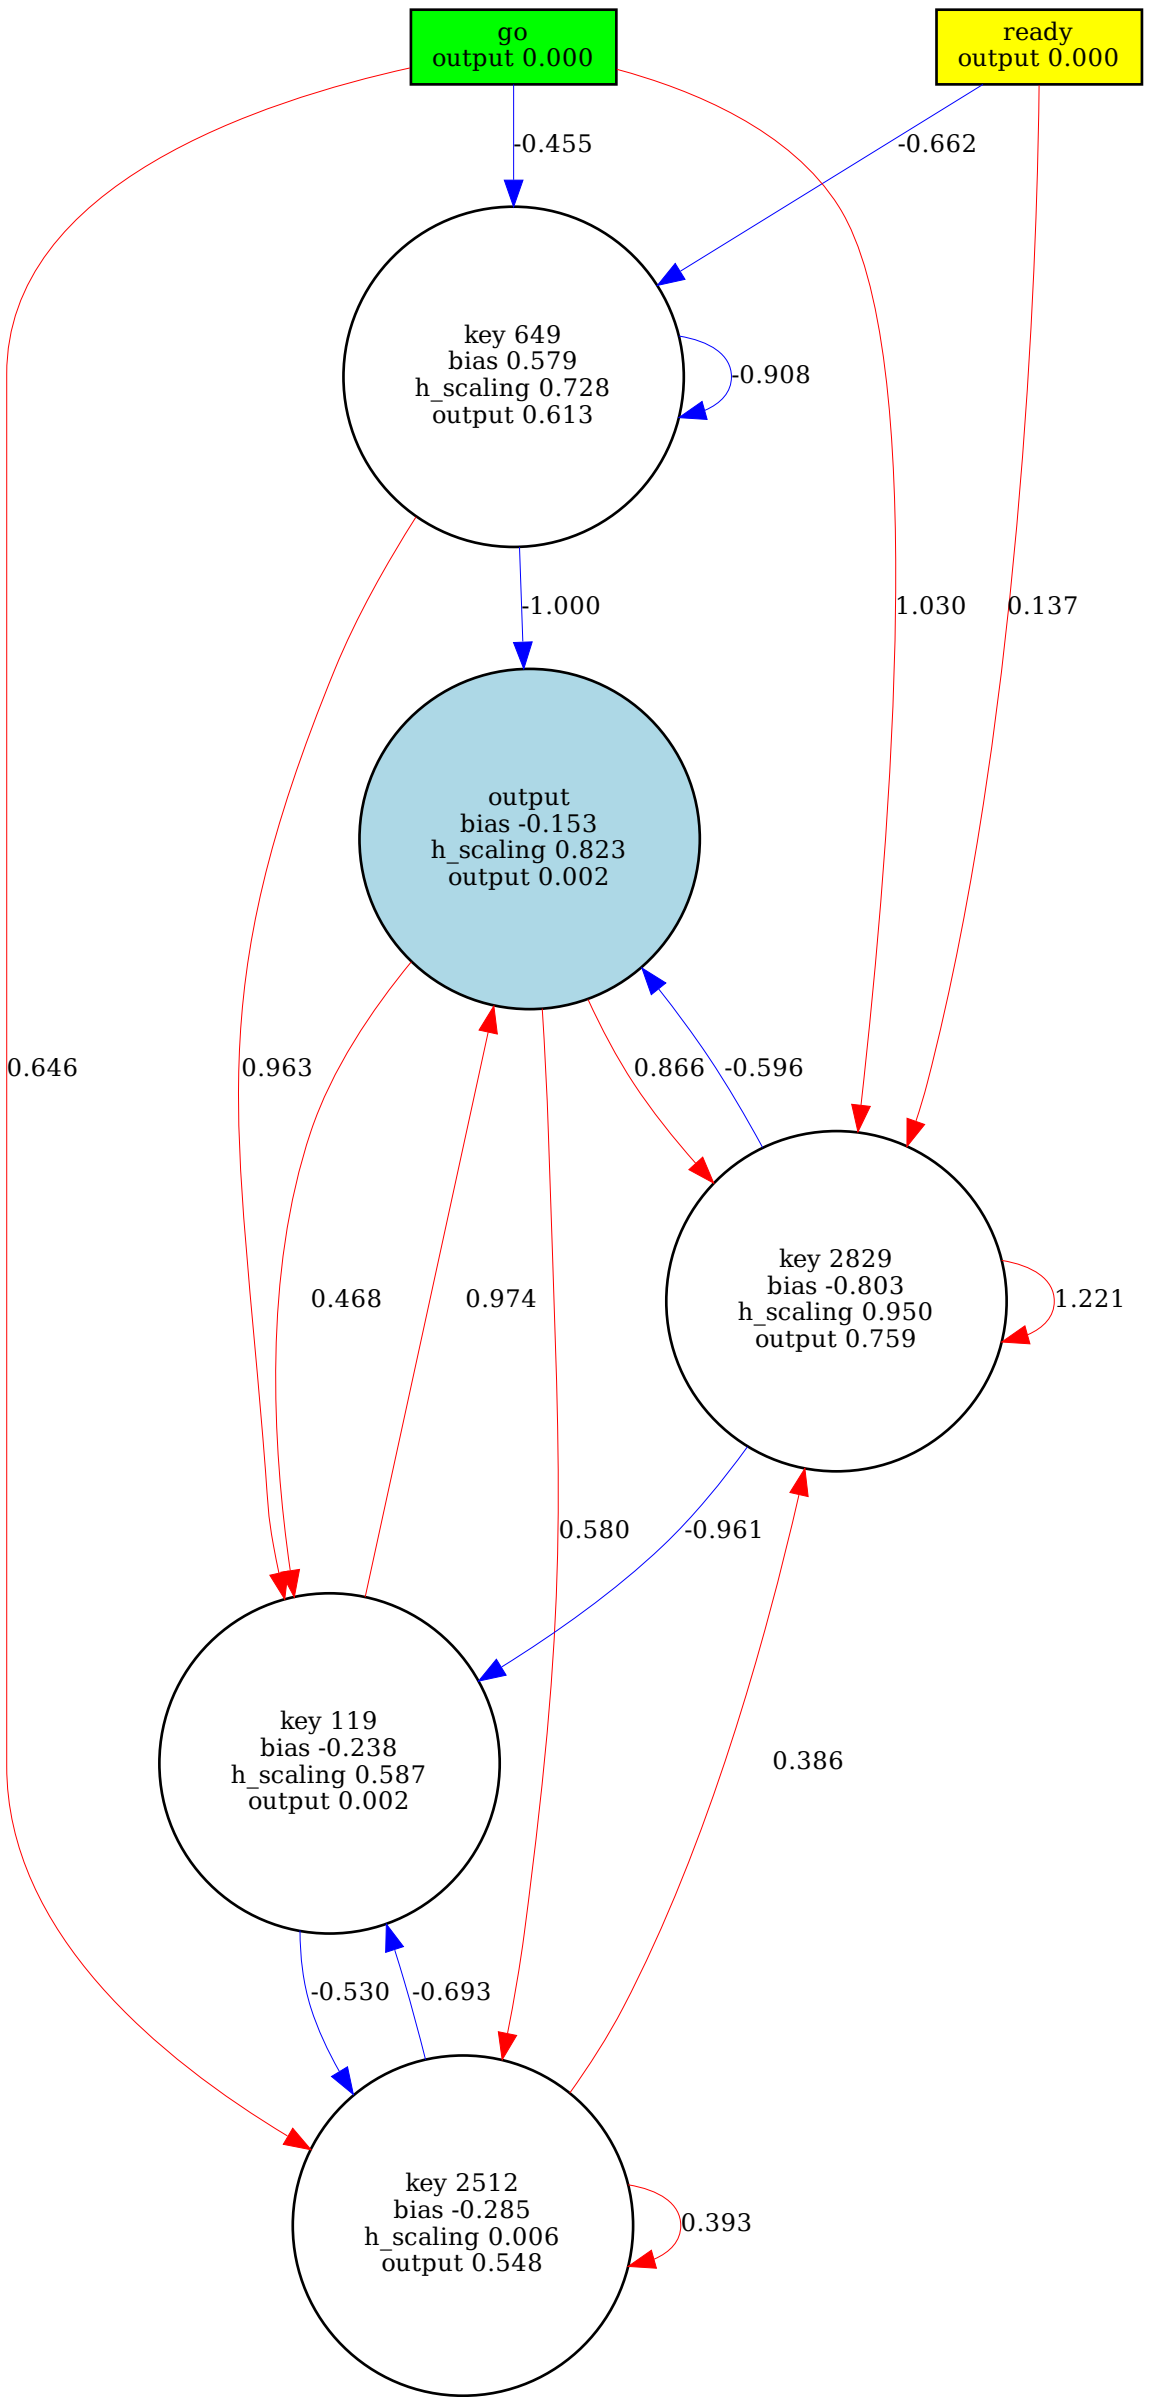 go
output 0.000
ready
output 0.000
-0.455
-0.662
key 649
bias 0.579
h_scaling 0.728
output 0.613
-0.908
-1.000
1.030
0.137
output
bias -0.153
h_scaling 0.823
output 0.002
0.646
0.963
0.866
-0.596
key 2829
bias -0.803
h_scaling 0.950
output 0.759
0.468
0.974
1.221
0.580
-0.961
key 119
bias -0.238
h_scaling 0.587
output 0.002
0.386
-0.530
-0.693
key 2512
bias -0.285
h_scaling 0.006
output 0.548
0.393